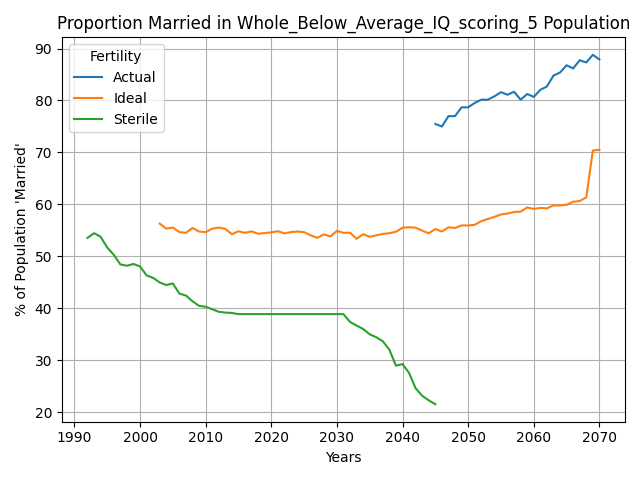 Proportion Married in Whole_Below_Average_IQ_scoring_5 Population
% of Population 'Married'
90
80
70
60
50
40
30
20
Fertility
Actual
Ideal
Sterile
1990 2000 2010 2020 2030 2040 2050 2060 2070
Years